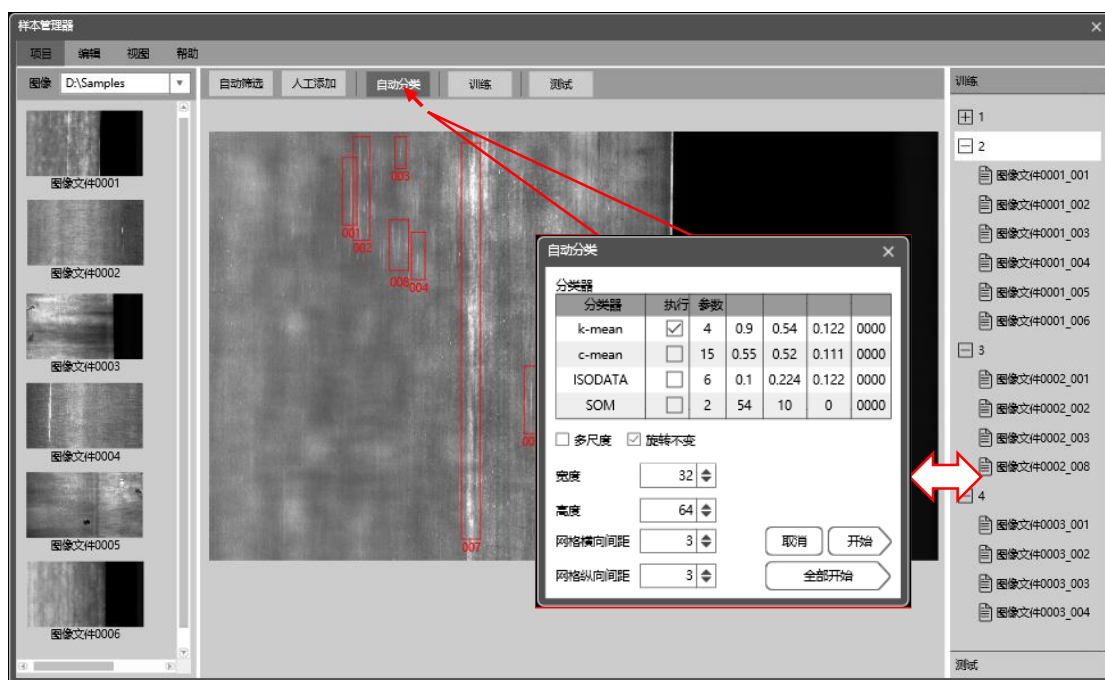 样本管理器
项目 编辑 视图 帮助
图像 D:\Samples
自动筛选 人工添加 自动分类 训练 测试
图像文件0001
图像文件0002
图像文件0003
图像文件0004
图像文件0005
图像文件0006
003
001
002
004
007
自动分类
分类器
分类器 执行 参数
k-mean 4 0.9 0.54 0.122 0000
c-mean 15 0.55 0.52 0.111 0000
ISODATA 6 0.1 0.224 0.122 0000
SOM 2 54 10 0 0000
多尺度 旋转不变
宽度 32
高度 64
网格横向间距 3
取消 开始
网格纵向间距 3
全部开始
训练
1
2
图像文件0001_001
图像文件0001_002
图像文件0001_003
图像文件0001_004
图像文件0001_005
图像文件0001_006
3
图像文件0002_001
图像文件0002_002
图像文件0002_003
图像文件0002_008
4
图像文件0003_001
图像文件0003_002
图像文件0003_003
图像文件0003_004
测试